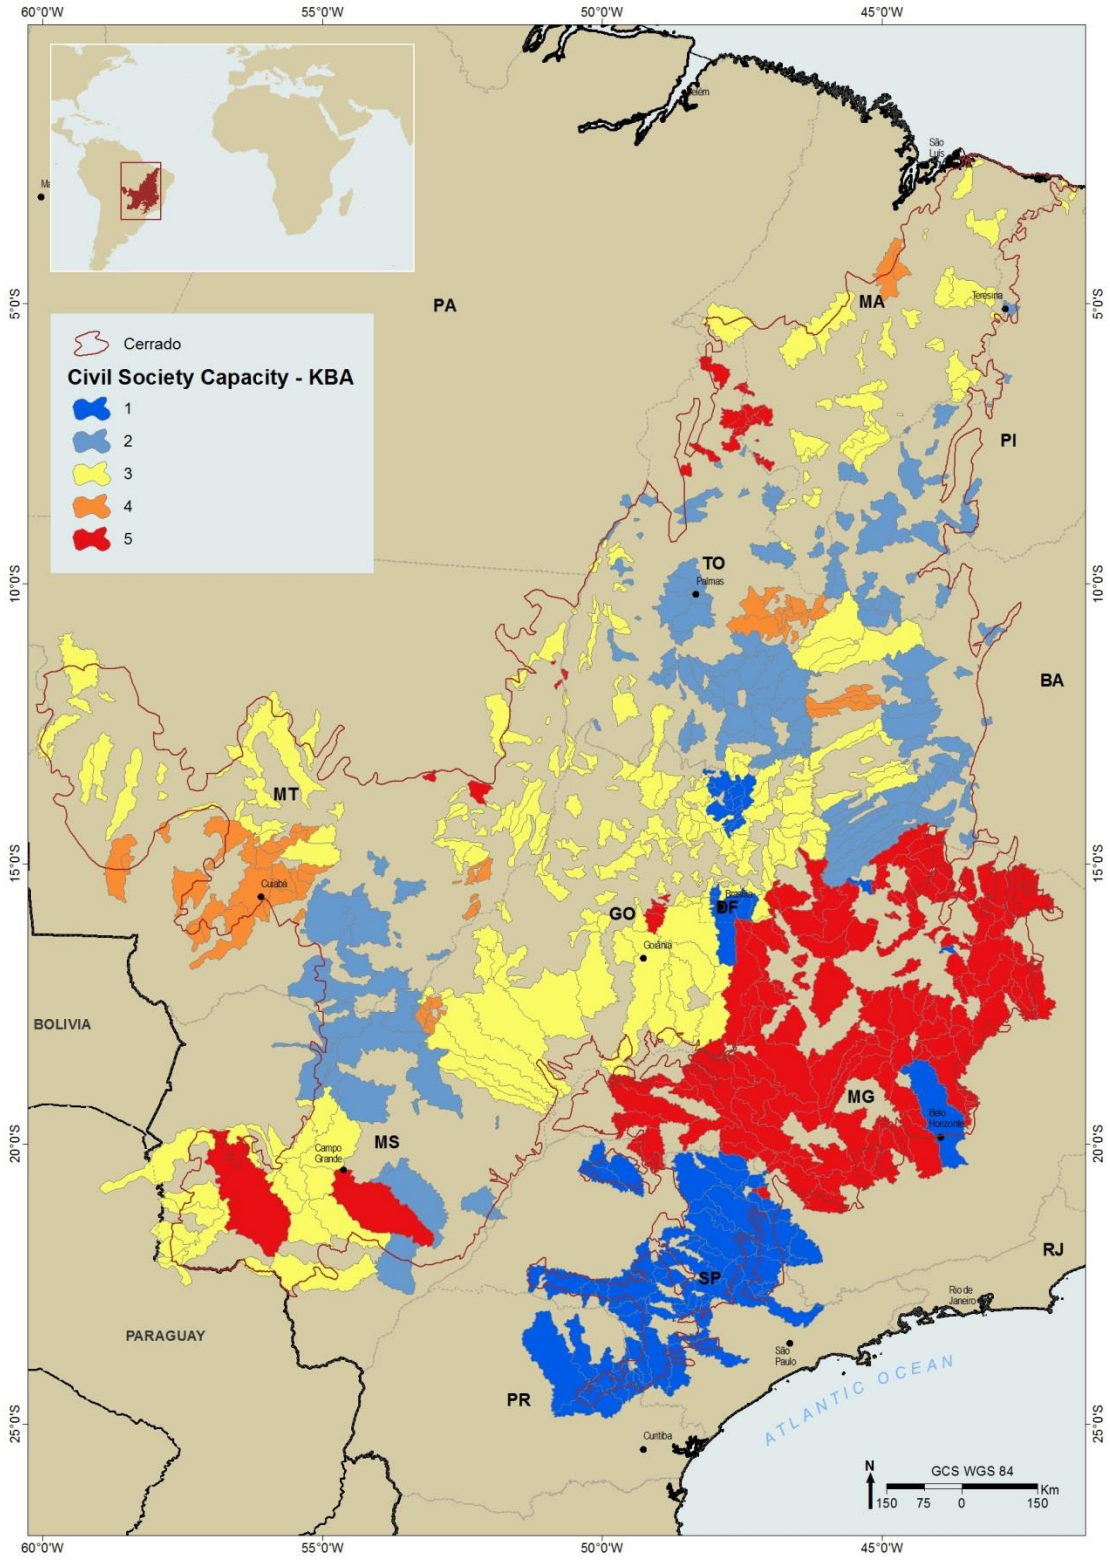 60°0'W 55°0'W 50°0'W 45°0'W
Ma
São
Luís
5°0'S PA MA Teresina 5°0'S
Cerrado
Civil Society Capacity - KBA
1
2
3
4
5
PI
TO
Palmas
10°0'S 10°0'S
BA
MT
15°0'S 15°0'S
Cuiabá
Brasília
GO DF
Goiânia
BOLIVIA
MG
Belo
Horizonte
20°0'S MS 20°0'S
Campo
Grande
RJ
SP
Rio de
Janeiro
PARAGUAY
São
Paulo
PR
ATLANTIC OCEAN
25°0'S Curitiba 25°0'S
N GCS WGS 84
Km
150 75 0 150
60°0'W 55°0'W 50°0'W 45°0'W